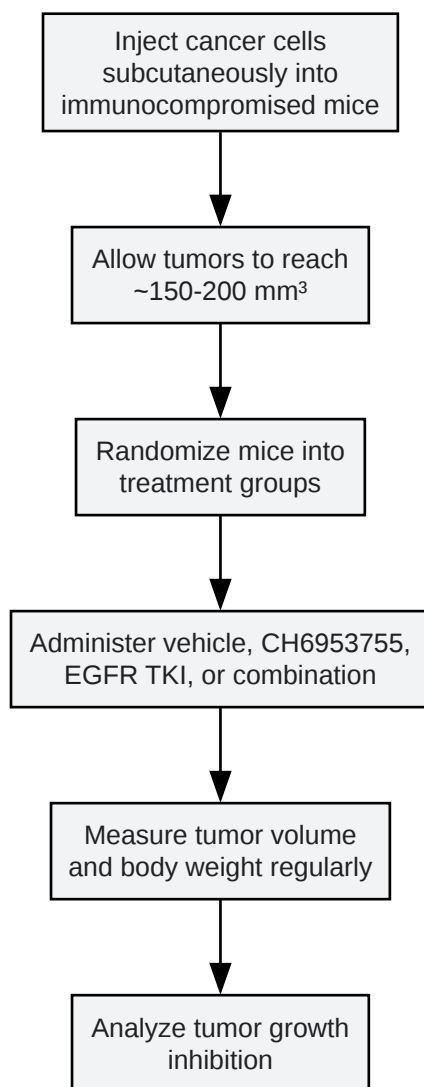 Inject cancer cells
subcutaneously into
immunocompromised mice
Allow tumors to reach
~150-200 mm³
Randomize mice into
treatment groups
Administer vehicle, CH6953755,
EGFR TKI, or combination
Measure tumor volume
and body weight regularly
Analyze tumor growth
inhibition